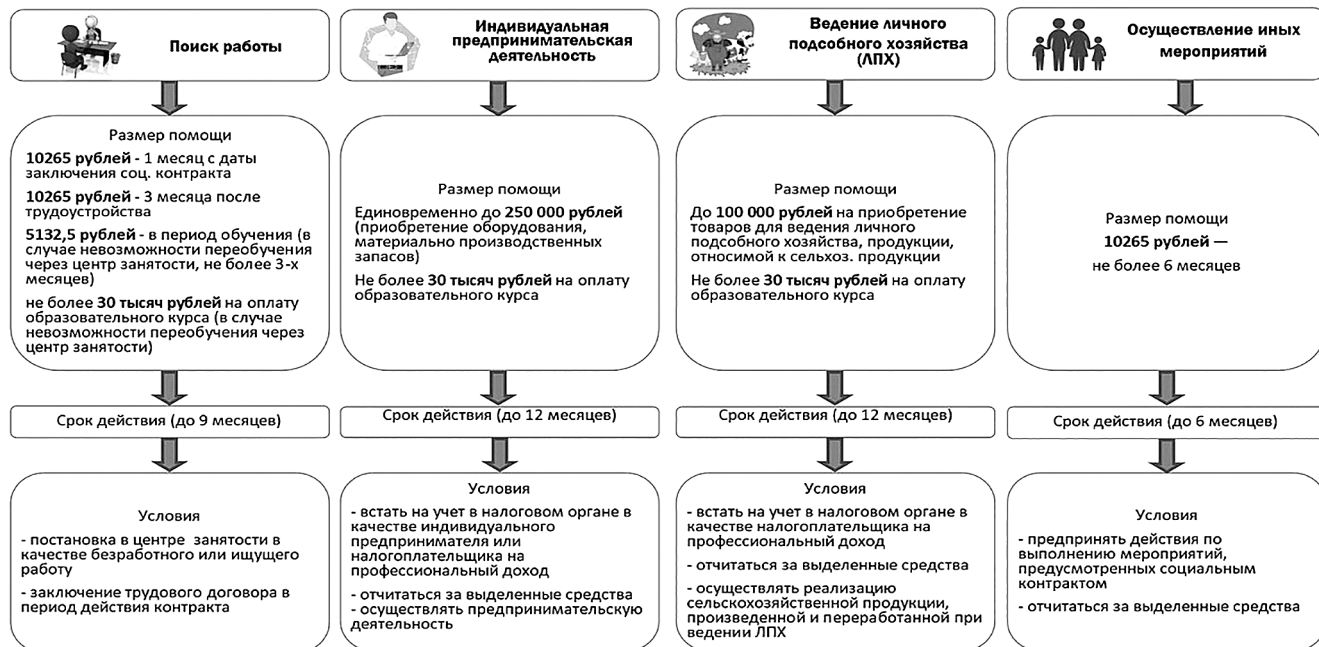 Поиск работы
Размер помощи
10265 рублей - 1 месяц с даты
заключения соц. контракта
10265 рублей - 3 месяца после
трудоустройства
5132,5 рублей - в период обучения (в
случае невозможности переобучения
через центр занятости, не более 3-х
месяцев)
не более 30 тысяч рублей на оплату
образовательного курса (в случае
невозможности переобучения через
центр занятости)
Срок действия (до 9 месяцев)
Условия
- постановка в центре занятости в
качестве безработного или ищущего
работу
- заключение трудового договора в
период действия контракта
Индивидуальная
предпринимательская
деятельность
Размер помощи
Единовременно до 250 000 рублей
(приобретение оборудования,
материально производственных
запасов)
Не более 30 тысяч рублей на оплату
образовательного курса
Срок действия (до 12 месяцев)
Условия
- встать на учет в налоговом органе в
качестве индивидуального
предпринимателя или
налогоплательщика на
профессиональный доход
- отчитаться за выделенные средства
- осуществлять предпринимательскую
деятельность
Ведение личного
подсобного хозяйства
(ЛПХ)
Размер помощи
До 100 000 рублей на приобретение
товаров для ведения личного
подсобного хозяйства, продукции,
относимой к сельхоз. продукции
Не более 30 тысяч рублей на оплату
образовательного курса
Срок действия (до 12 месяцев)
Условия
- встать на учет в налоговом органе в
качестве налогоплательщика на
профессиональный доход
- отчитаться за выделенные средства
- осуществлять реализацию
сельскохозяйственной продукции,
произведенной и переработанной при
ведении ЛПХ
Осуществление иных
мероприятий
Размер помощи
10265 рублей —
не более 6 месяцев
Срок действия (до 6 месяцев)
Условия
- предпринять действия по
выполнению мероприятий,
предусмотренных социальным
контрактом
- отчитаться за выделенные средства